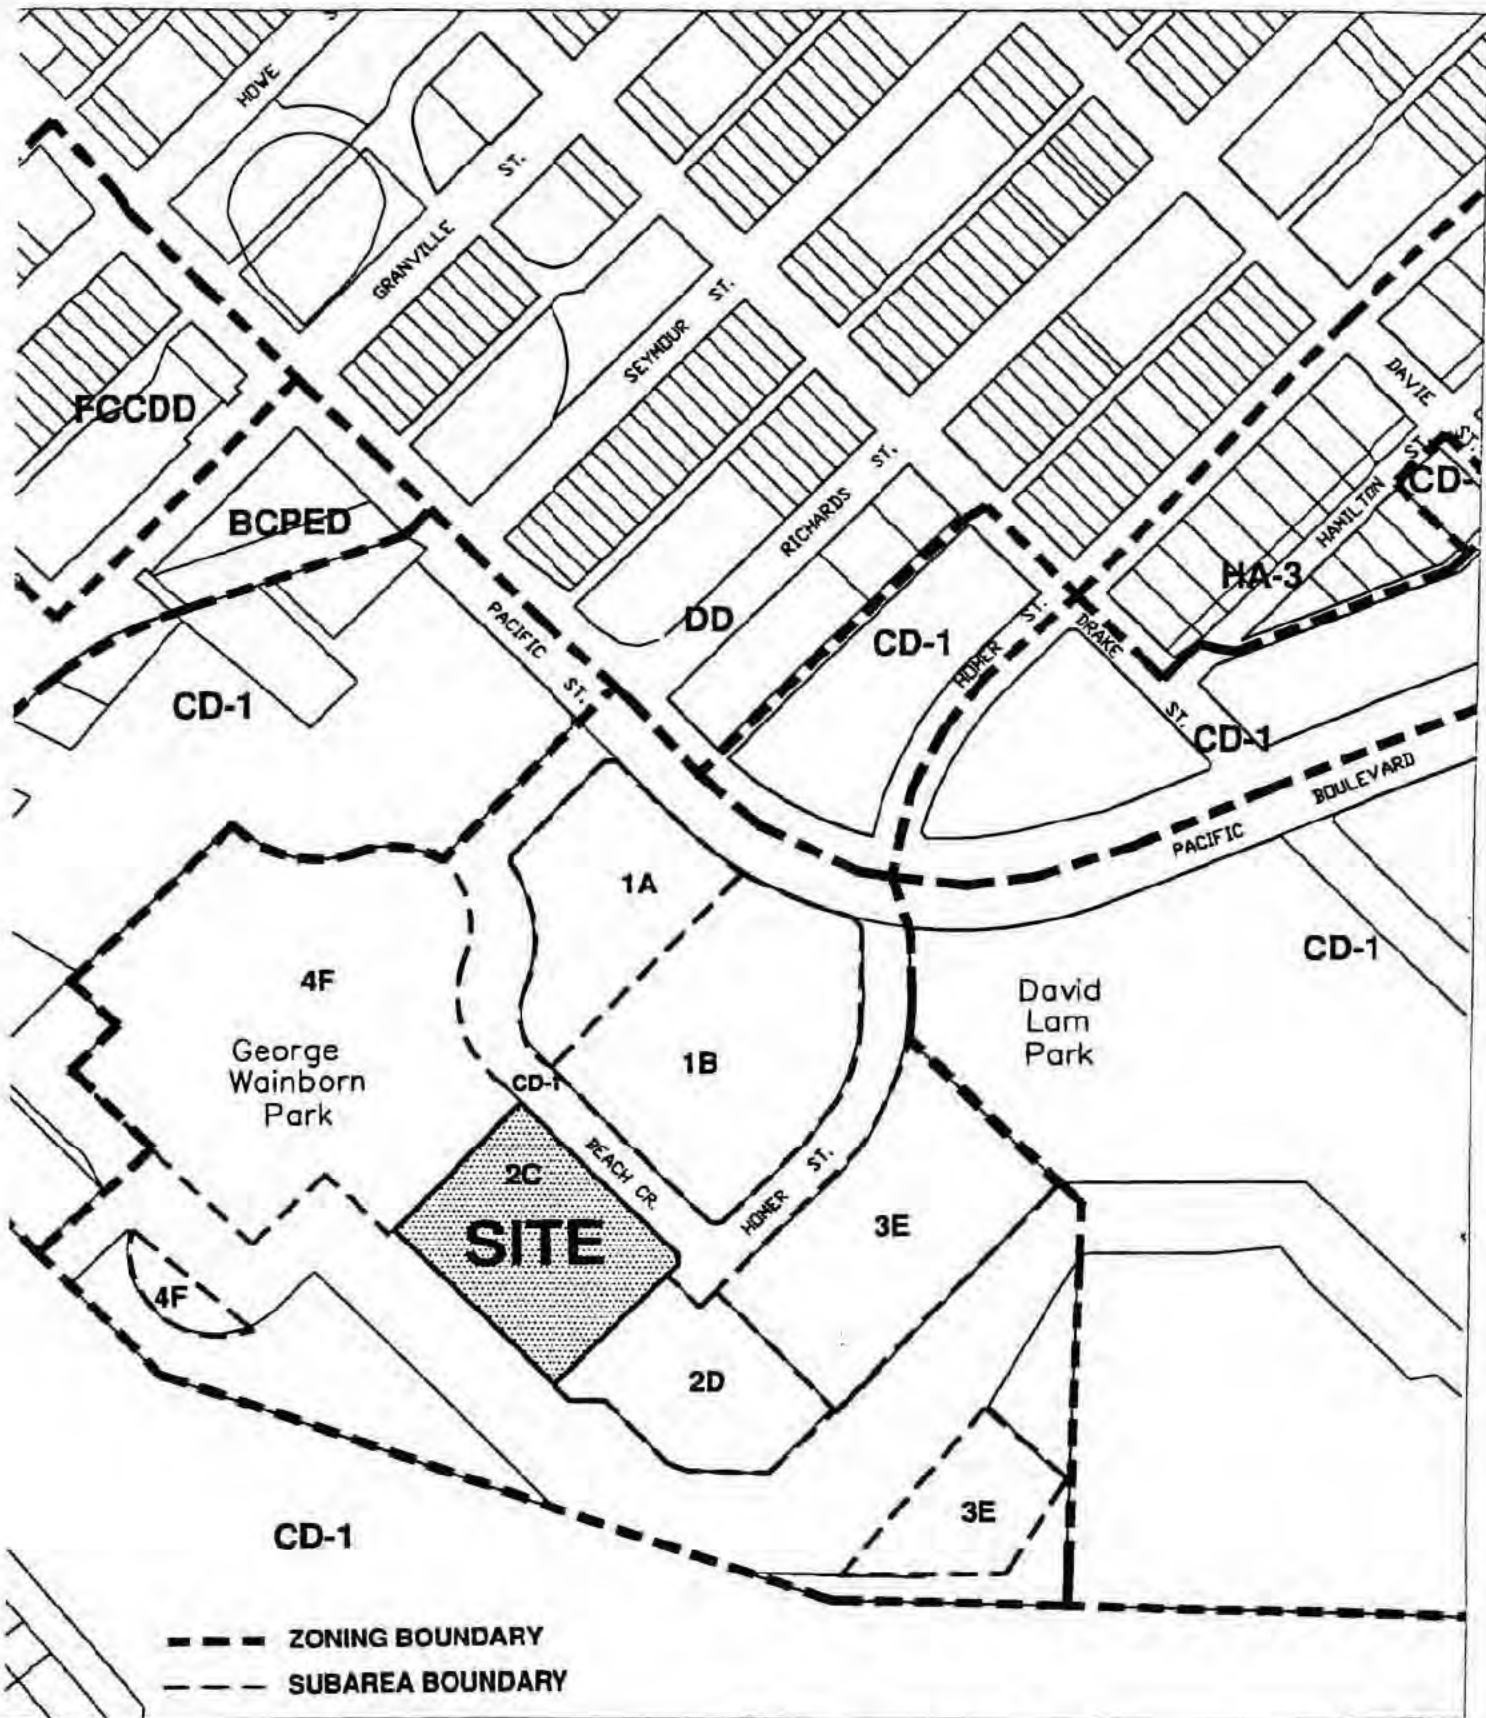 HOWE
ST.
GRANVILLE
ST.
SEYMOUR
ST.
DAVIE
ST.
ST.
FCCDD
BCPED
RICHARDS
HAMILTON
CD-
HA-3
PACIFIC
ST.
DD
CD-1
HOMER
ST.
DRAKE
ST.
CD-1
CD-1
PACIFIC
BOULEVARD
1A
4F
George
Wainborn
Park
1B
CD-1
David
Lam
Park
CD-1
2C
SITE
BEACH CR.
HOMER
ST.
3E
4F
2D
3E
CD-1
ZONING BOUNDARY
SUBAREA BOUNDARY